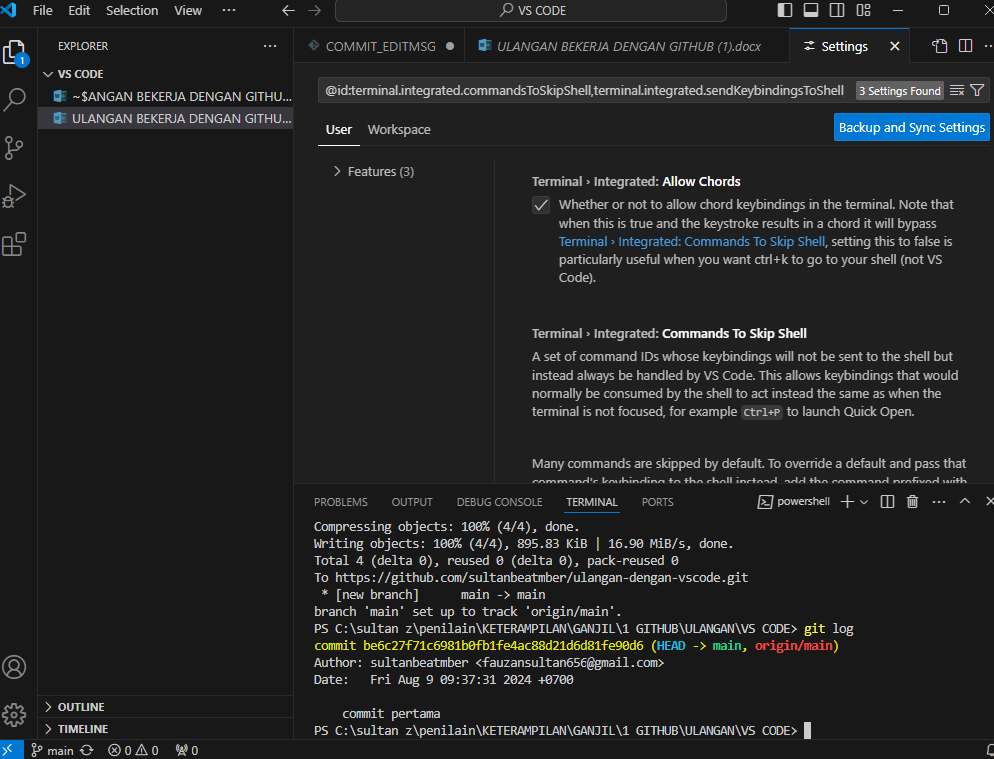 File Edit Selection View ··· VS CODE
EXPLORER ···
VS CODE
~$ANGAN BEKERJA DENGAN GITHU...
ULANGAN BEKERJA DENGAN GITHU...
1
OUTLINE
TIMELINE
COMMIT_EDITMSG
ULANGAN BEKERJA DENGAN GITHUB (1).docx
Settings
@id:terminal.integrated.commandsToSkipShell,terminal.integrated.sendKeybindingsToShell
3 Settings Found
User Workspace
Backup and Sync Settings
Features (3)
Terminal › Integrated: Allow Chords
Whether or not to allow chord keybindings in the terminal. Note that
when this is true and the keystroke results in a chord it will bypass
Terminal › Integrated: Commands To Skip Shell, setting this to false is
particularly useful when you want ctrl+k to go to your shell (not VS
Code).
Terminal › Integrated: Commands To Skip Shell
A set of command IDs whose keybindings will not be sent to the shell but
instead always be handled by VS Code. This allows keybindings that would
normally be consumed by the shell to act instead the same as when the
terminal is not focused, for example Ctrl+P to launch Quick Open.
Many commands are skipped by default. To override a default and pass that
command's keybinding to the shell instead, add the command prefixed with
PROBLEMS OUTPUT DEBUG CONSOLE TERMINAL PORTS
powershell
Compressing objects: 100% (4/4), done.
Writing objects: 100% (4/4), 895.83 KiB | 16.90 MiB/s, done.
Total 4 (delta 0), reused 0 (delta 0), pack-reused 0
To https://github.com/sultanbeatmber/ulangan-dengan-vscode.git
* [new branch] main -> main
branch 'main' set up to track 'origin/main'.
PS C:\sultan z\penilain\KETERAMPILAN\GANJIL\1 GITHUB\ULANGAN\VS CODE> git log
commit be6c27f71c6981b0fb1fe4ac88d21d6d81fe90d6 (HEAD -> main, origin/main)
Author: sultanbeatmber <fauzansultan656@gmail.com>
Date: Fri Aug 9 09:37:31 2024 +0700
commit pertama
PS C:\sultan z\penilain\KETERAMPILAN\GANJIL\1 GITHUB\ULANGAN\VS CODE>
main 0 0 0